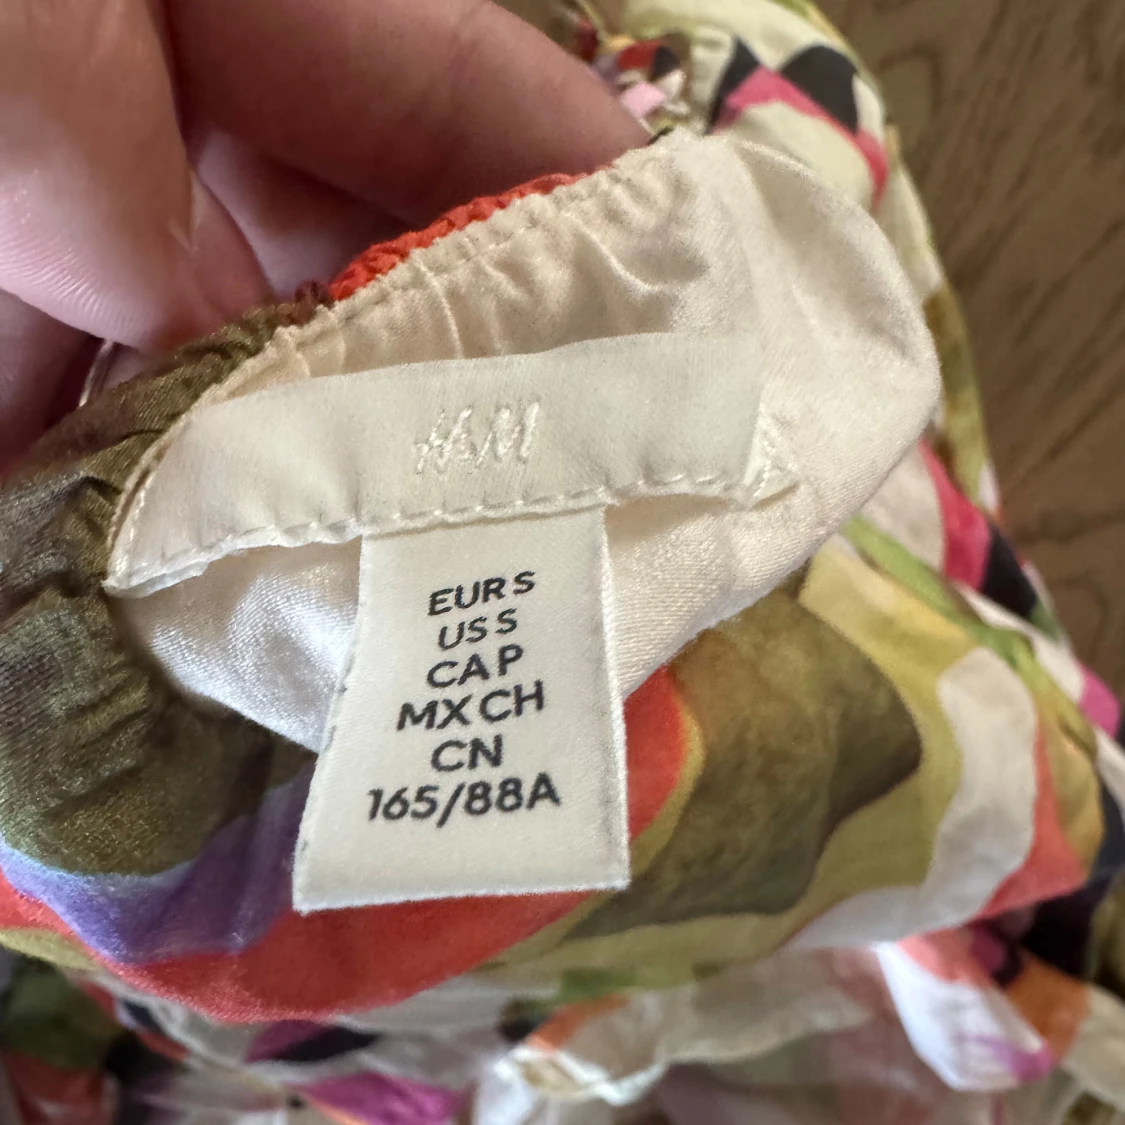 H&M
EUR S
US S
CA P
MX CH
CN
165/88A